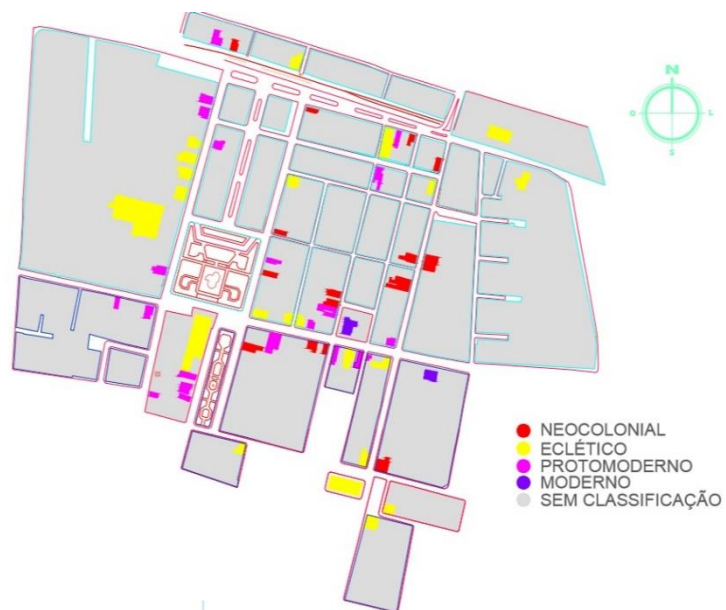 N
O
L
S
NEOCOLONIAL
ECLÉTICO
PROTOMODERNO
MODERNO
SEM CLASSIFICAÇÃO